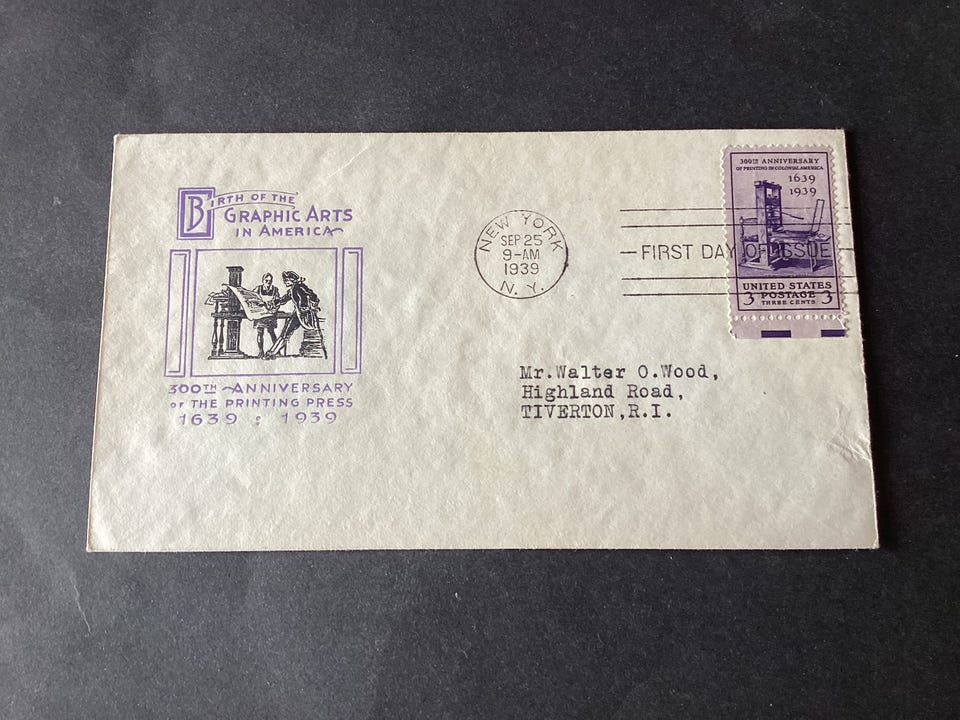 BIRTH OF THE
GRAPHIC ARTS
IN AMERICA
300TH ANNIVERSARY
OF THE PRINTING PRESS
1639 : 1939
NEW YORK
SEP 25
9-AM
1939
N. Y.
FIRST DAY OF ISSUE
300TH ANNIVERSARY
OF PRINTING IN COLONIAL AMERICA
1639
1939
UNITED STATES
3 POSTAGE 3
THREE CENTS
Mr.Walter O.Wood,
Highland Road,
TIVERTON,R.I.